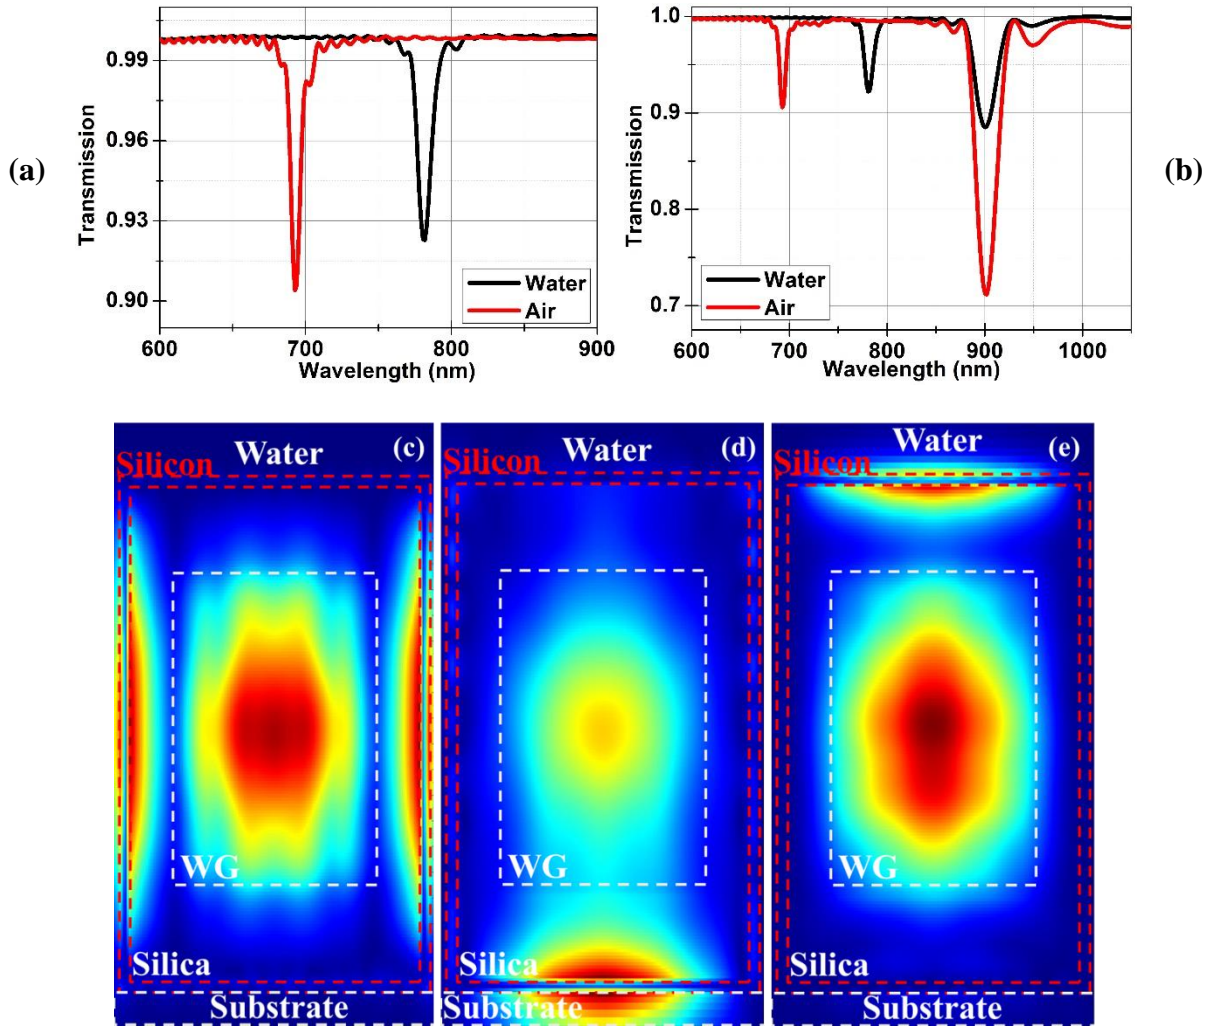 (a)
Transmission
0.99
0.96
0.93
0.90
Water
Air
600 700 800 900
Wavelength (nm)
(b)
Transmission
1.0
0.9
0.8
0.7
Water
Air
600 700 800 900 1000
Wavelength (nm)
Water (c)
Silicon
WG
Silica
Substrate
Water (d)
Silicon
WG
Silica
Substrate
Water (e)
Silicon
WG
Silica
Substrate